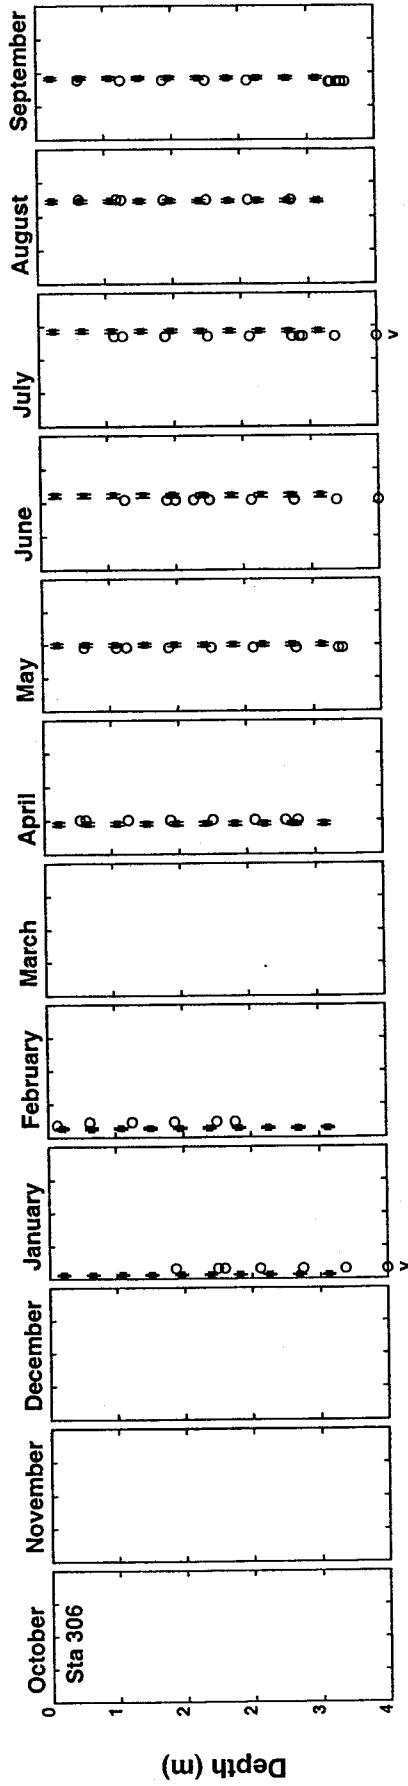 October
November
December
January
February
March
April
May
June
July
August
September
Sta 306
Depth (m)
0
1
2
3
4
v
v